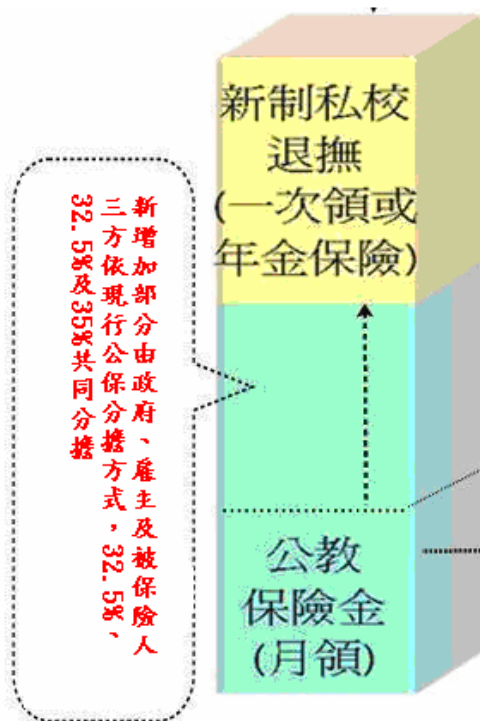 新制私校
退撫
(一次領或
年金保險)
新增加部分由政府、雇主及被保險人
三方依現行公保分擔方式，32.5%、
32.5%及35%共同分擔
公教
保險金
(月領)